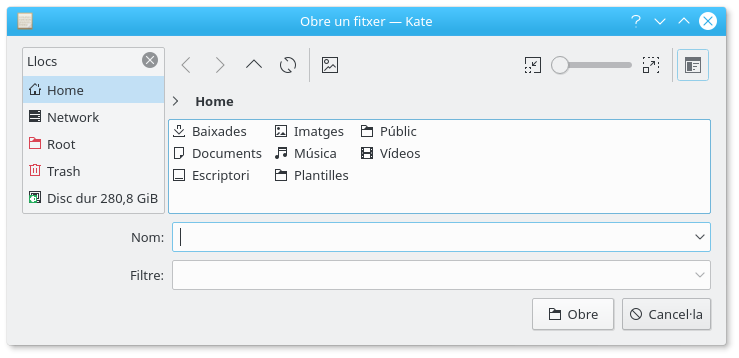 Obre un fitxer — Kate
Llocs
Home
Network
Root
Trash
Disc dur 280,8 GiB
Home
Baixades Imatges Públic
Documents Música Vídeos
Escriptori Plantilles
Nom:
Filtre:
Obre Cancel·la